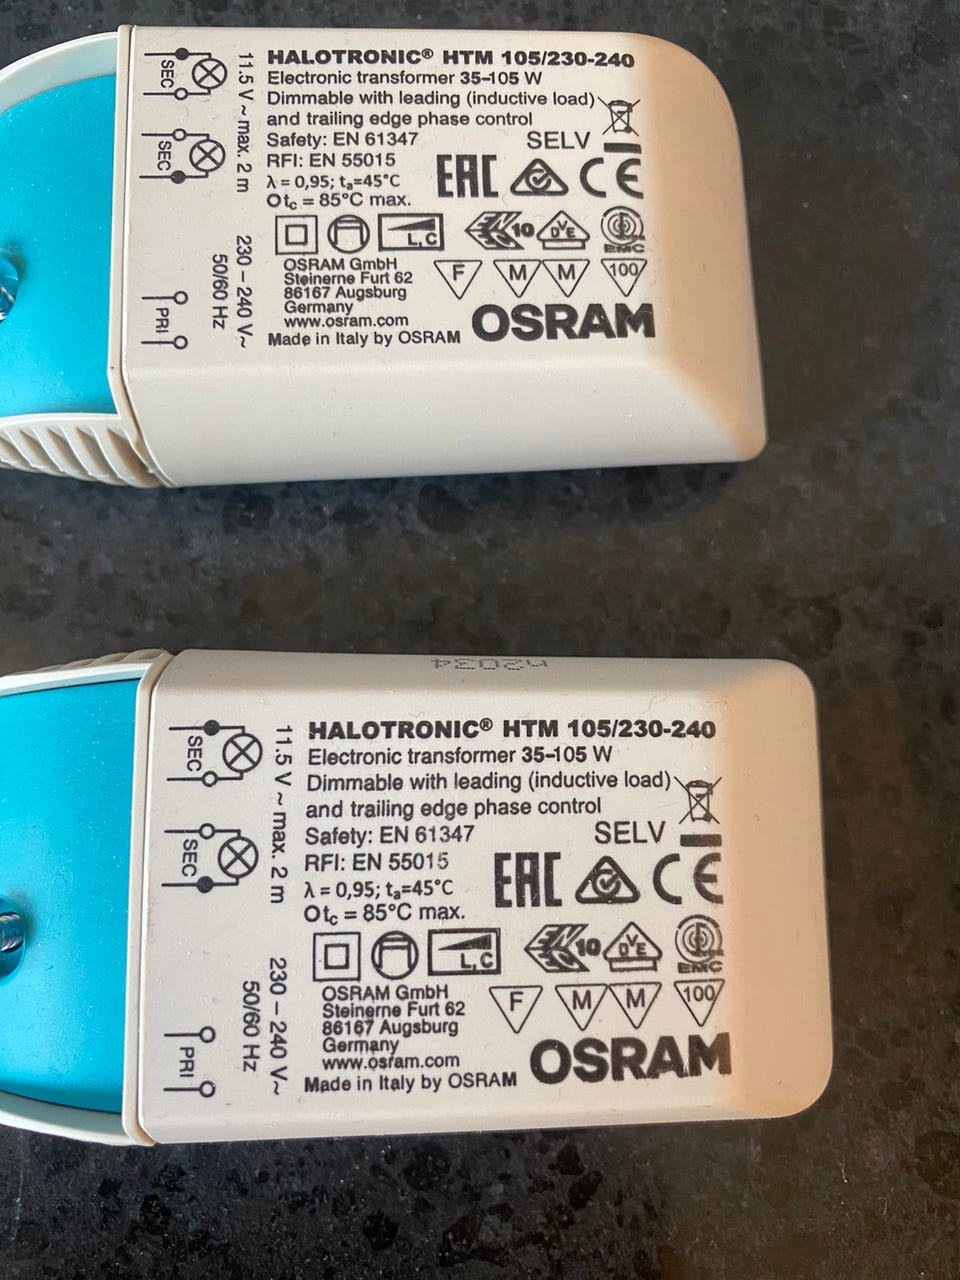 HALOTRONIC® HTM 105/230-240
Electronic transformer 35-105 W
Dimmable with leading (inductive load)
and trailing edge phase control
Safety: EN 61347
SELV
RFI: EN 55015
λ = 0,95; ta=45°C
tc = 85°C max.
EAC
CE
L,C
10
DVE
EMC
OSRAM GmbH
Steinerne Furt 62
86167 Augsburg
Germany
www.osram.com
Made in Italy by OSRAM
F
M
M
100
OSRAM
SEC
SEC
11.5 V ~ max. 2 m
PRI
230 – 240 V~
50/60 Hz
HALOTRONIC® HTM 105/230-240
Electronic transformer 35-105 W
Dimmable with leading (inductive load)
and trailing edge phase control
Safety: EN 61347
SELV
RFI: EN 55015
λ = 0,95; ta=45°C
tc = 85°C max.
EAC
CE
L,C
10
DVE
EMC
OSRAM GmbH
Steinerne Furt 62
86167 Augsburg
Germany
www.osram.com
Made in Italy by OSRAM
F
M
M
100
OSRAM
SEC
SEC
11.5 V ~ max. 2 m
PRI
230 – 240 V~
50/60 Hz